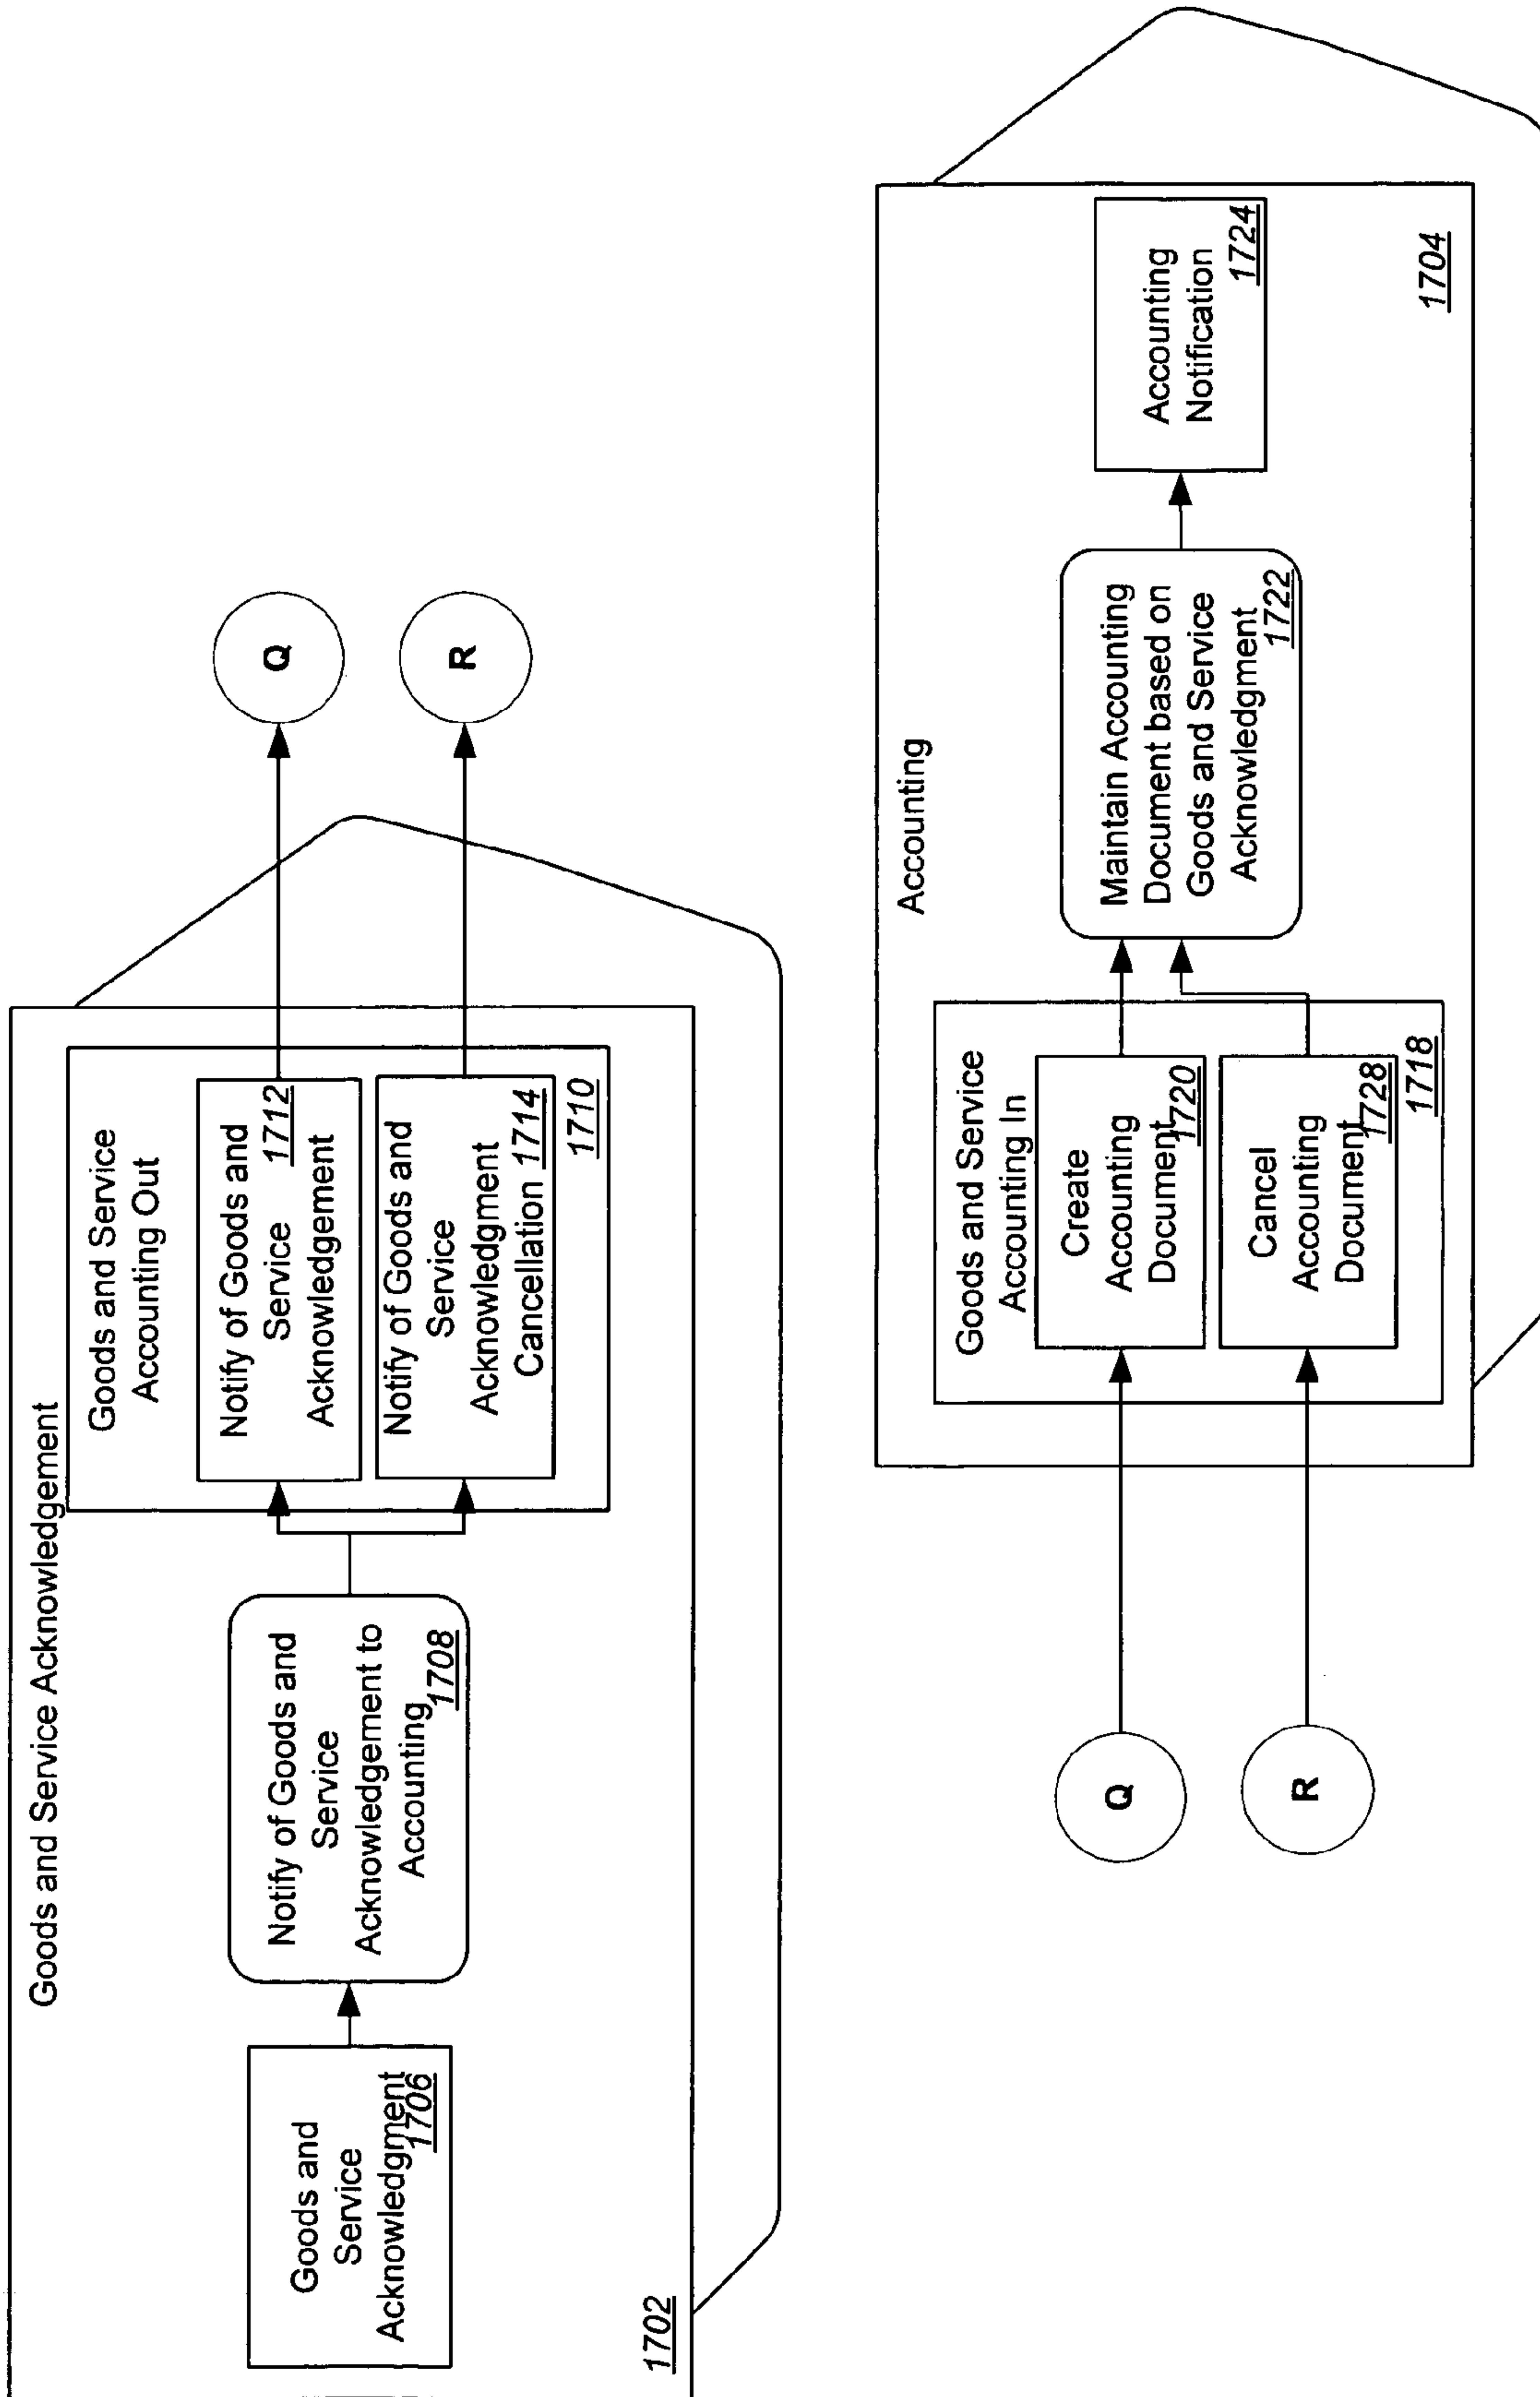 Goods and Service Acknowledgement
Goods and
Service
Acknowledgment
1706
Notify of Goods and
Service
Acknowledgement to
Accounting
1708
Goods and Service
Accounting Out
Notify of Goods and
Service 1712
Acknowledgement
Notify of Goods and
Service
Acknowledgment
Cancellation 1714
1710
1702
Q
R
Accounting
Q
R
Goods and Service
Accounting In
Create
Accounting
Document
1720
Cancel
Accounting
Document
1728
1718
Maintain Accounting
Document based on
Goods and Service
Acknowledgment
1722
Accounting
Notification
1724
1704